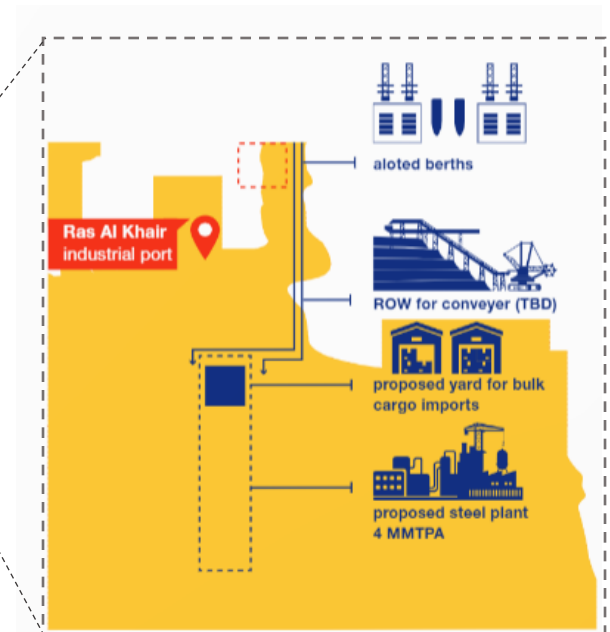 aloted berths
Ras Al Khair
industrial port
ROW for conveyer (TBD)
proposed yard for bulk
cargo imports
proposed steel plant
4 MMTPA